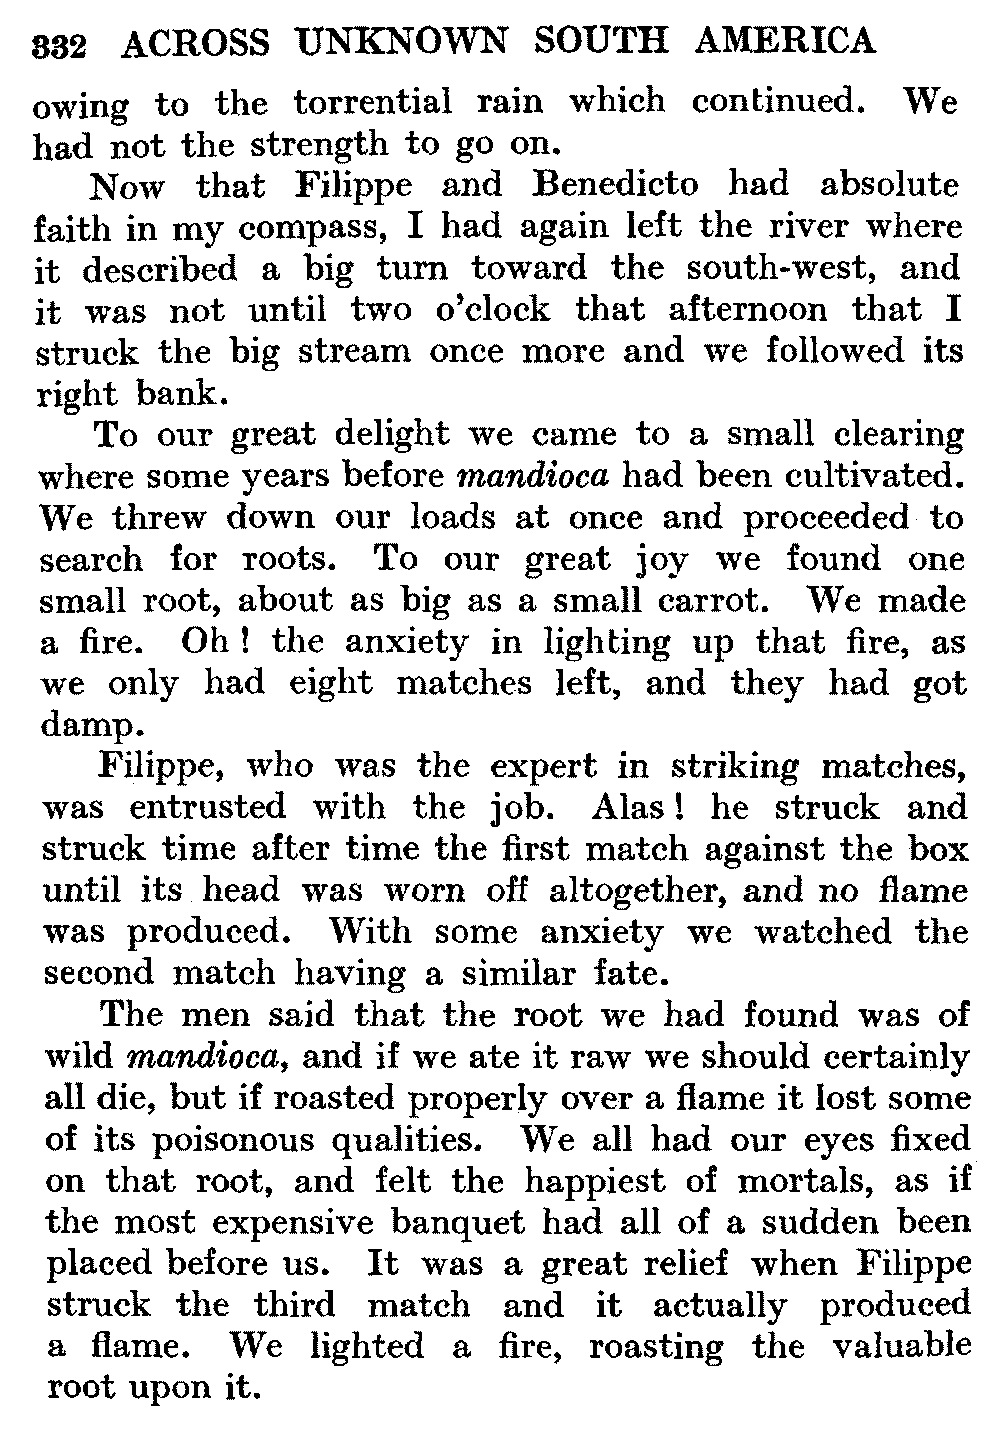 332 ACROSS UNKNOWN SOUTH AMERICA
owing to the torrential rain which continued. We
had not the strength to go on.
Now that Filippe and Benedicto had absolute
faith in my compass, I had again left the river where
it described a big turn toward the south-west, and
it was not until two o'clock that afternoon that I
struck the big stream once more and we followed its
right bank.
To our great delight we came to a small clearing
where some years before mandioca had been cultivated.
We threw down our loads at once and proceeded to
search for roots. To our great joy we found one
small root, about as big as a small carrot. We made
a fire. Oh ! the anxiety in lighting up that fire, as
we only had eight matches left, and they had got
damp.
Filippe, who was the expert in striking matches,
was entrusted with the job. Alas ! he struck and
struck time after time the first match against the box
until its head was worn off altogether, and no flame
was produced. With some anxiety we watched the
second match having a similar fate.
The men said that the root we had found was of
wild mandioca, and if we ate it raw we should certainly
all die, but if roasted properly over a flame it lost some
of its poisonous qualities. We all had our eyes fixed
on that root, and felt the happiest of mortals, as if
the most expensive banquet had all of a sudden been
placed before us. It was a great relief when Filippe
struck the third match and it actually produced
a flame. We lighted a fire, roasting the valuable
root upon it.